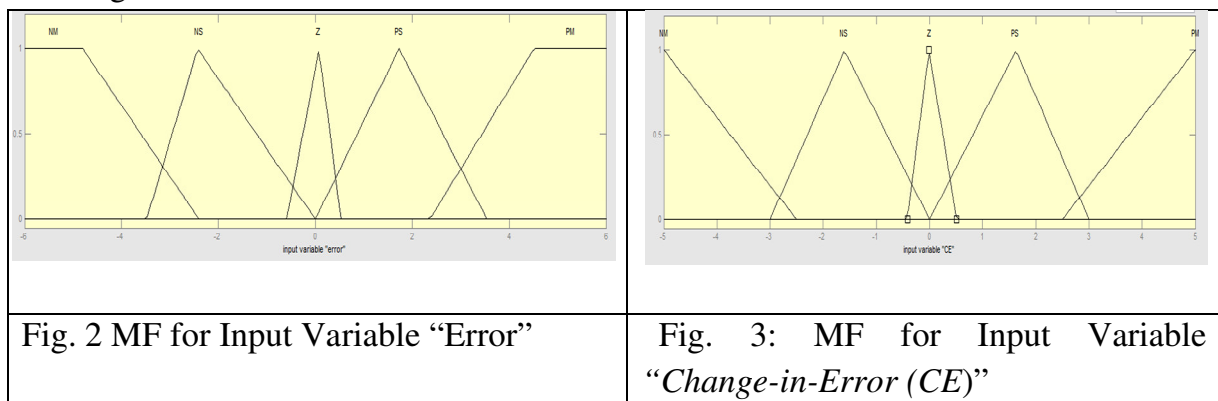 NM NS Z PS PM
1
0.5
0
-6 -4 -2 0 2 4 6
input variable "error"
NM NS Z PS PM
1
0.5
0
-5 -4 -3 -2 -1 0 1 2 3 4 5
input variable "CE"
Fig. 2 MF for Input Variable “Error”
Fig. 3: MF for Input Variable
“Change-in-Error (CE)”